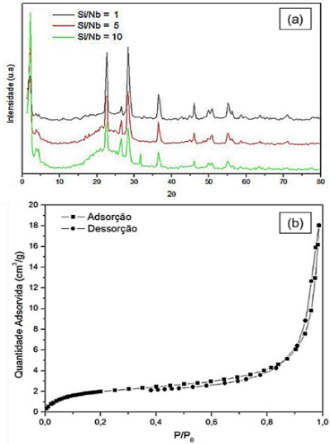 (a)
Si/Nb = 1
Si/Nb = 5
Si/Nb = 10
Intensidade (u.a)
0 10 20 30 40 50 60 70 80
2θ
(b)
Adsorção
Dessorção
Quantidade Adsorvida (cm³/g)
20
18
16
14
12
10
8
6
4
2
0
0,0 0,2 0,4 0,6 0,8 1,0
P/P₀